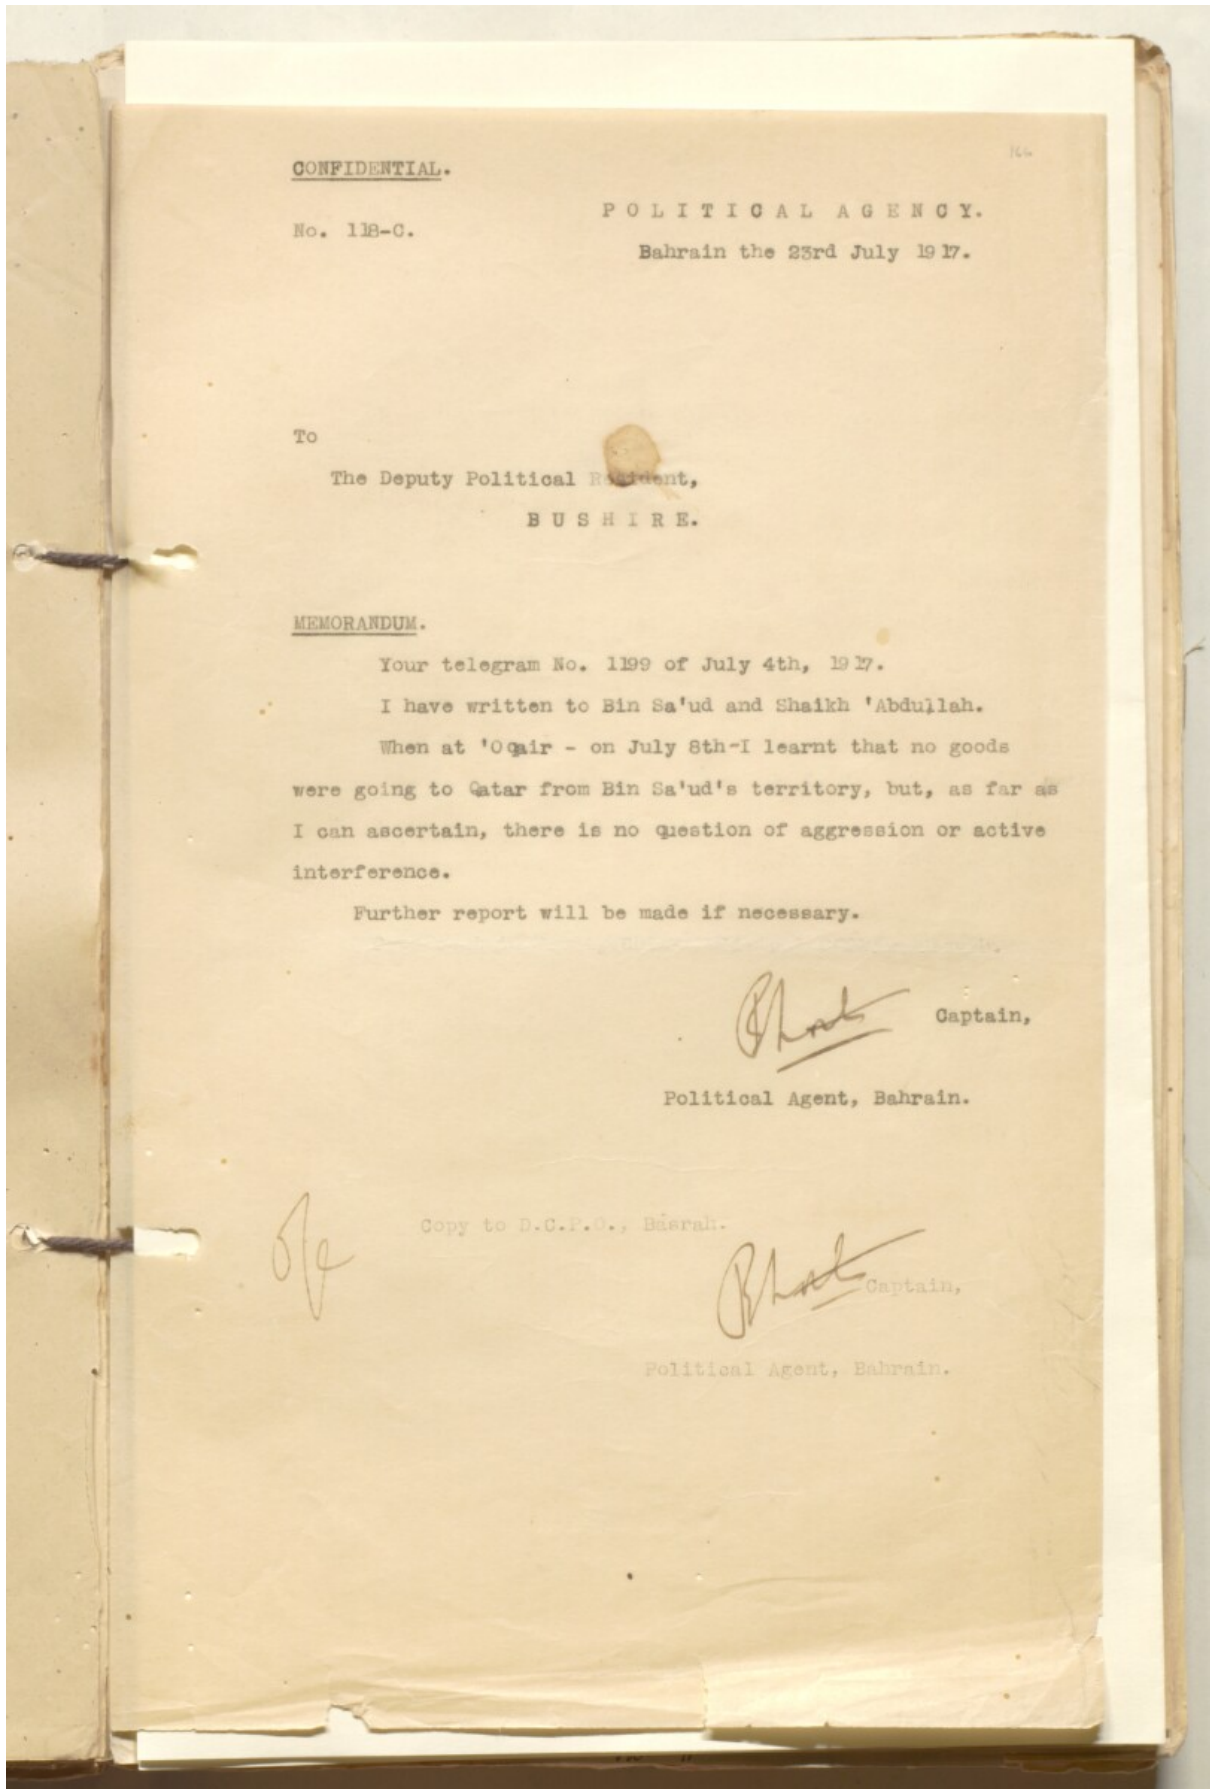 166
CONFIDENTIAL.
POLITICAL AGENCY.
No. 118-C.
Bahrain the 23rd July 1917.
To
The Deputy Political Resident,
BUSHIRE.
MEMORANDUM.
Your telegram No. 1199 of July 4th, 1917.
I have written to Bin Sa'ud and Shaikh 'Abdullah.
When at 'Oqair - on July 8th-I learnt that no goods
were going to Qatar from Bin Sa'ud's territory, but, as far as
I can ascertain, there is no question of aggression or active
interference.
Further report will be made if necessary.
Captain,
Political Agent, Bahrain.
Copy to D.C.P.O., Basrah.
Captain,
Political Agent, Bahrain.